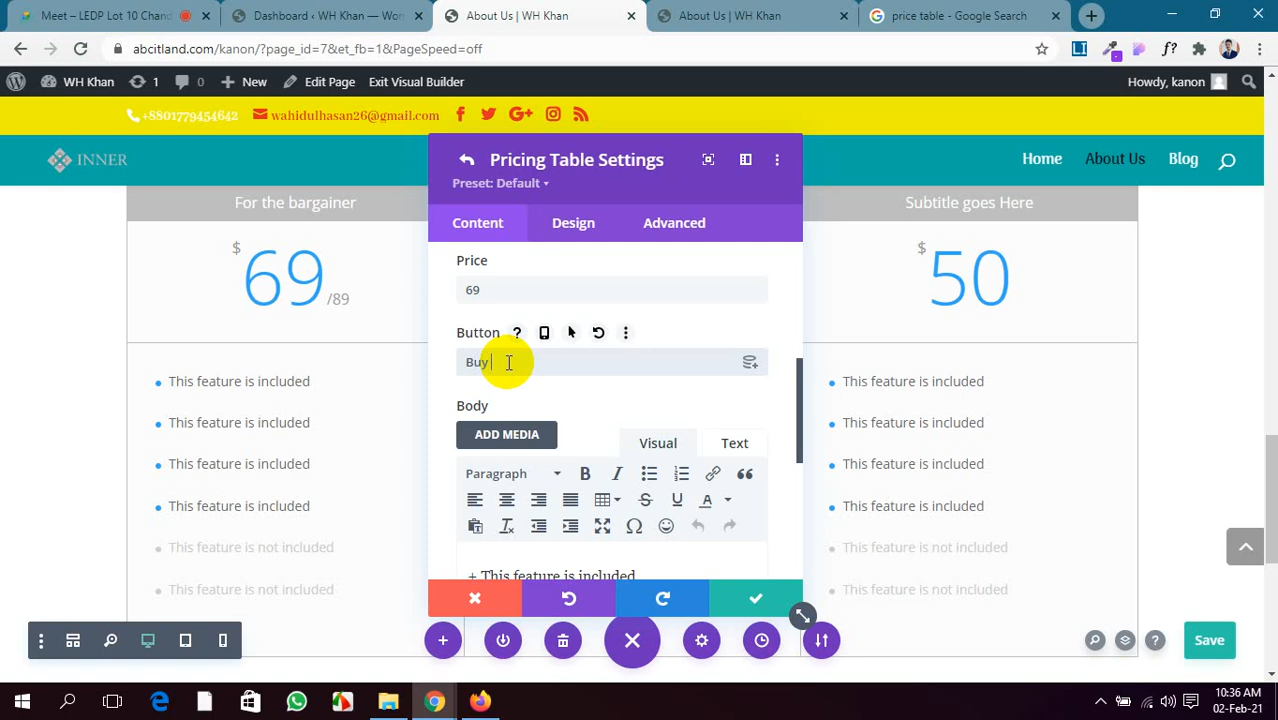 Meet – LEDP Lot 10 Chand
Dashboard ‹ WH Khan — Wor
About Us | WH Khan
About Us | WH Khan
price table - Google Search
abcitland.com/kanon/?page_id=7&et_fb=1&PageSpeed=off
WH Khan
1
0
New
Edit Page
Exit Visual Builder
Howdy, kanon
+8801779454642
wahidulhasan26@gmail.com
INNER
Home
About Us
Blog
Pricing Table Settings
Preset: Default
Content
Design
Advanced
For the bargainer
$
69
/89
This feature is included
This feature is included
This feature is included
This feature is included
This feature is not included
This feature is not included
Price
69
Button
Buy
Body
ADD MEDIA
Visual
Text
Paragraph
+ This feature is included
Subtitle goes Here
$
50
This feature is included
This feature is included
This feature is included
This feature is included
This feature is not included
This feature is not included
Save
10:36 AM
02-Feb-21